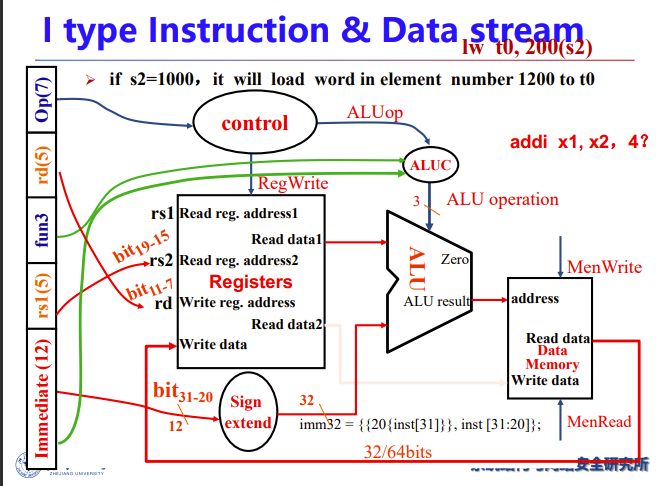 I type Instruction & Data stream
lw t0, 200(s2)
➢ if s2=1000，it will load word in element number 1200 to t0
Op(7)
rd(5)
fun3
rs1(5)
Immediate (12)
control
ALUop
addi x1, x2，4？
ALUC
RegWrite
3
ALU operation
rs1
Read reg. address1
Read data1
bit19-15
rs2
Read reg. address2
Registers
bit11-7
rd
Write reg. address
Read data2
Write data
ALU
Zero
ALU result
MenWrite
address
Read data
Data
Memory
Write data
MenRead
bit31-20
12
Sign
extend
32
imm32 = {{20{inst[31]}}, inst [31:20]};
32/64bits
ZHEJIANG UNIVERSITY
安全研究所